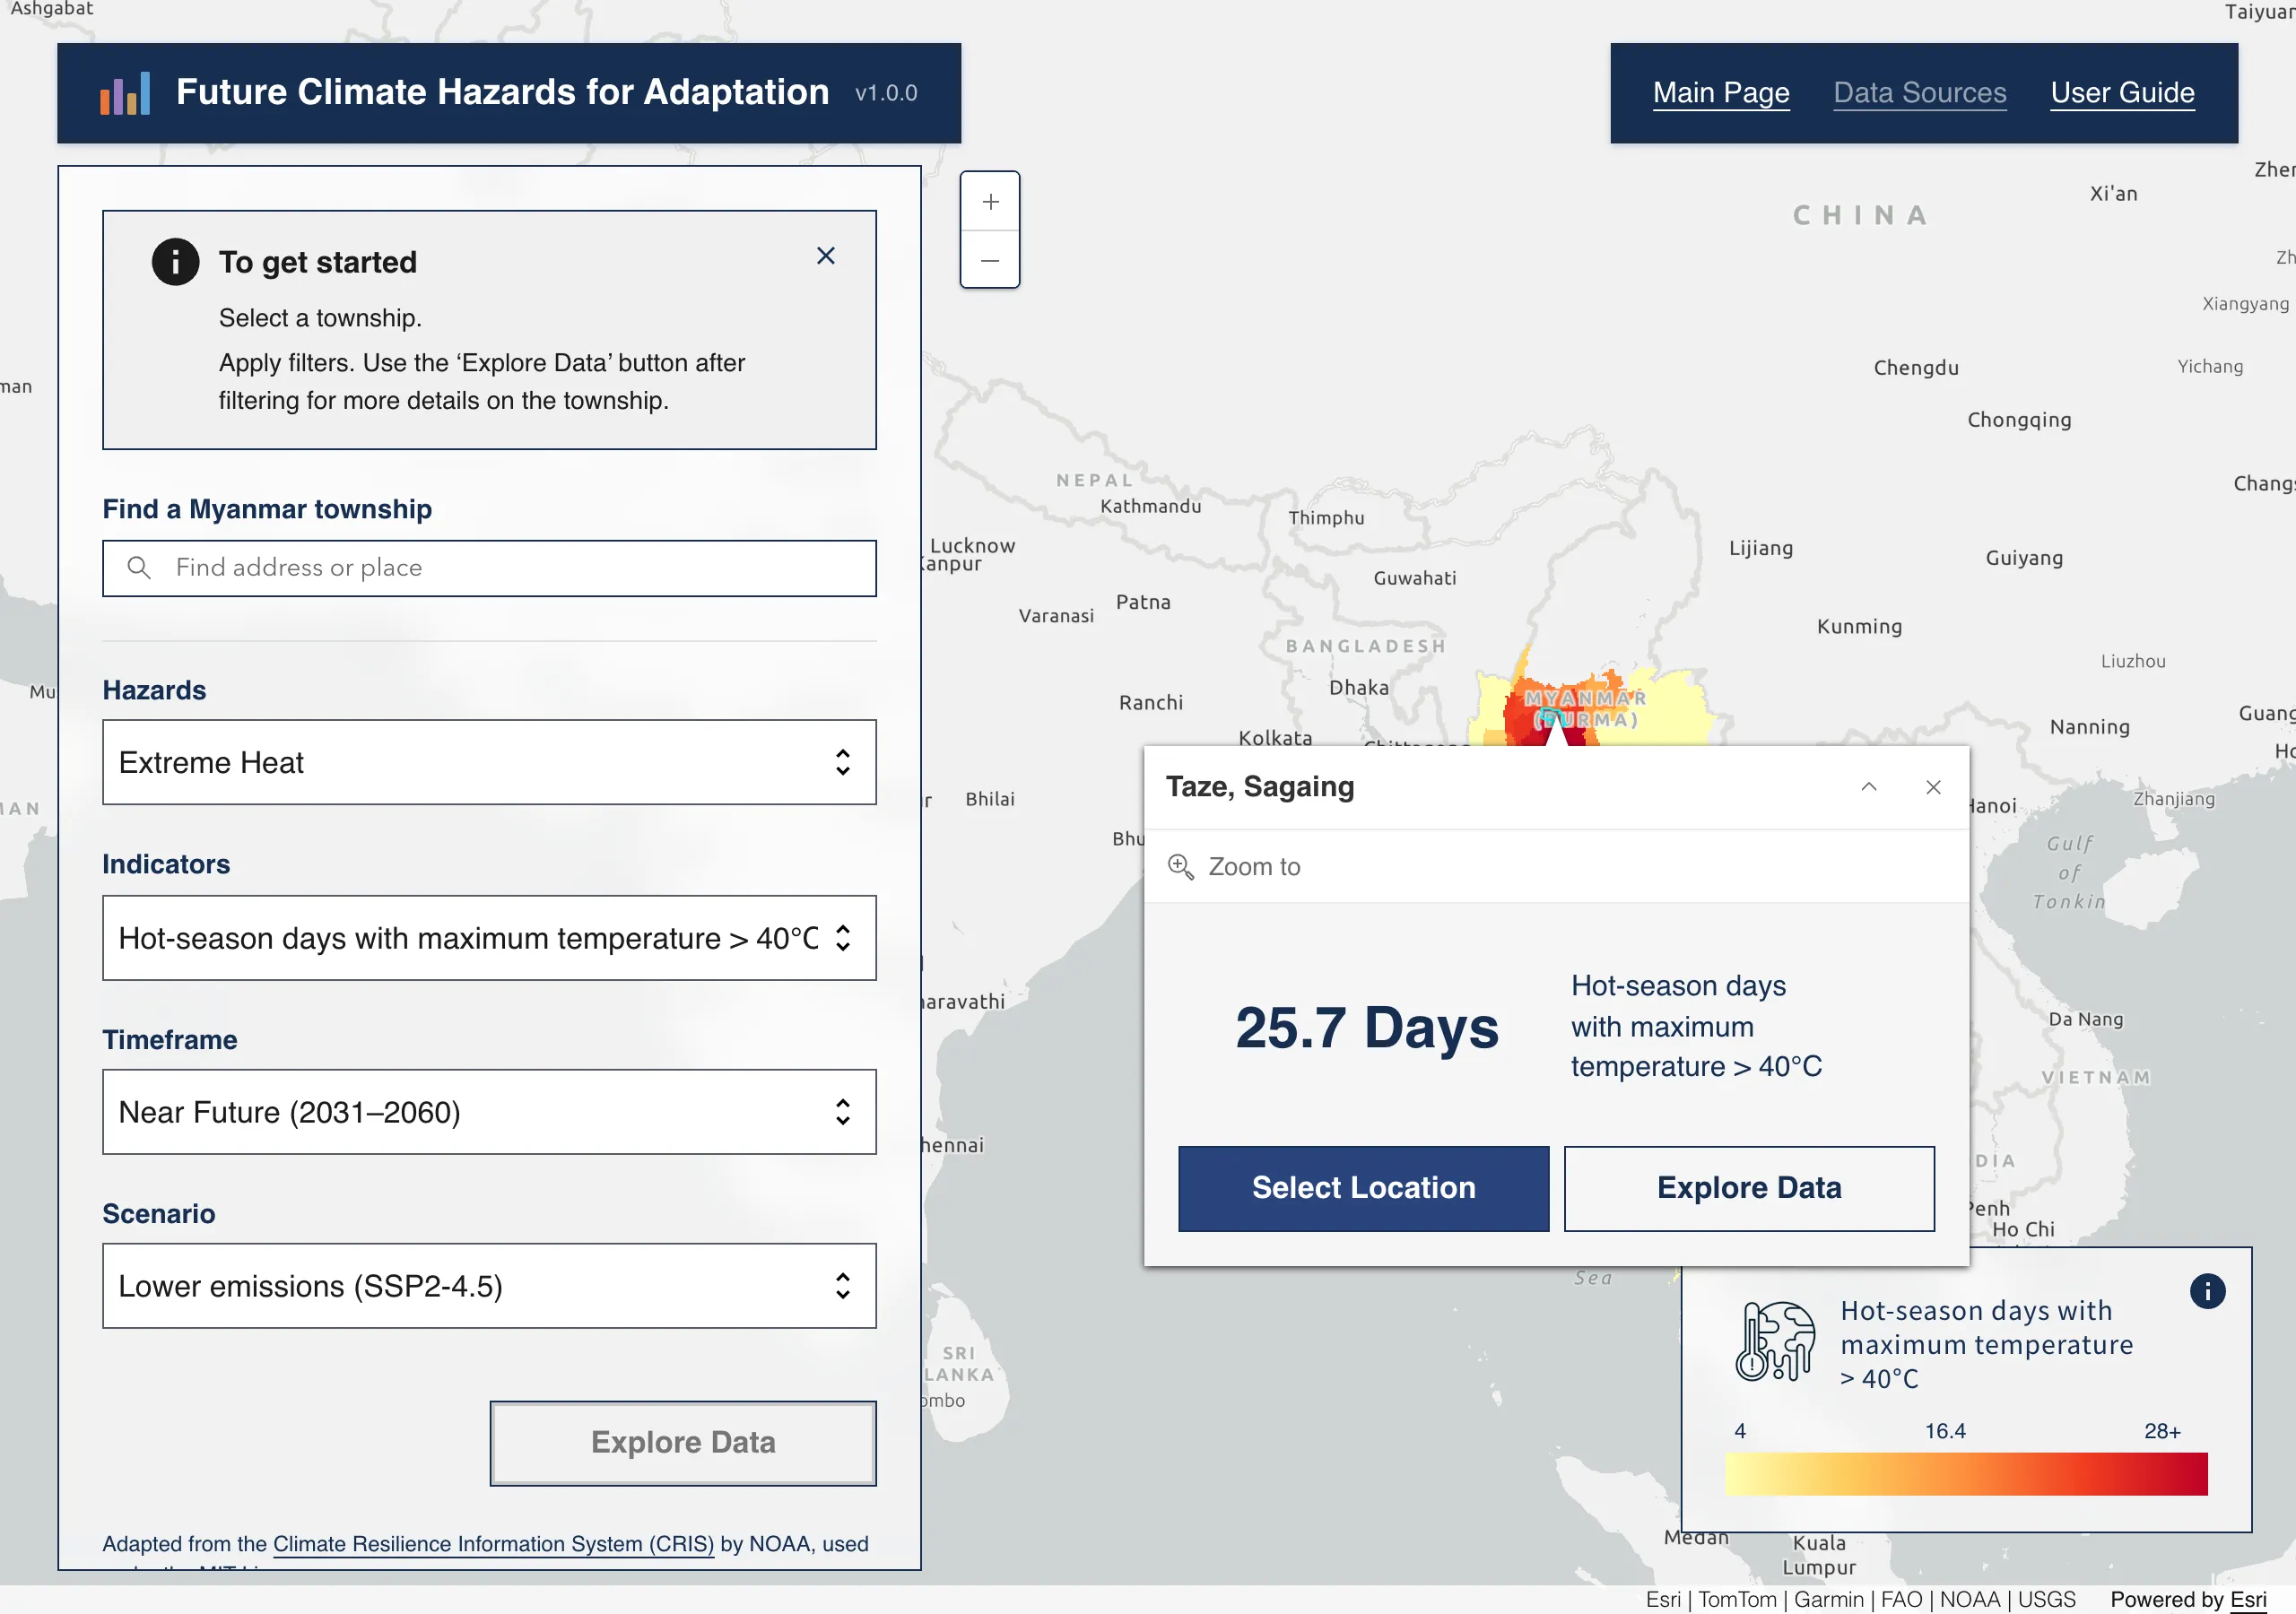 Ashgabat
Taiyuan
Future Climate Hazards for Adaptation v1.0.0
Main Page Data Sources User Guide
Xi'an
CHINA
+
−
To get started
Select a township.
Apply filters. Use the ‘Explore Data’ button after
filtering for more details on the township.
Xiangyang
Chengdu
Yichang
Chongqing
NEPAL
Kathmandu
Thimphu
Find a Myanmar township
Find address or place
Lucknow
Kanpur
Lijiang
Guiyang
Guwahati
Patna
Varanasi
Kunming
BANGLADESH
Liuzhou
Hazards
Extreme Heat
Dhaka
Ranchi
MYANMAR
(BURMA)
Nanning
Kolkata
Bhilai
Hanoi
Zhanjiang
Gulf
of
Tonkin
Taze, Sagaing
Zoom to
25.7 Days
Hot-season days
with maximum
temperature > 40°C
Select Location
Explore Data
Indicators
Hot-season days with maximum temperature > 40°C
Timeframe
Near Future (2031–2060)
Scenario
Lower emissions (SSP2-4.5)
Explore Data
Da Nang
VIETNAM
Ho Chi
Sea
SRI
LANKA
Hot-season days with
maximum temperature
> 40°C
4 16.4 28+
Medan
Kuala
Lumpur
Adapted from the Climate Resilience Information System (CRIS) by NOAA, used
Esri | TomTom | Garmin | FAO | NOAA | USGS Powered by Esri